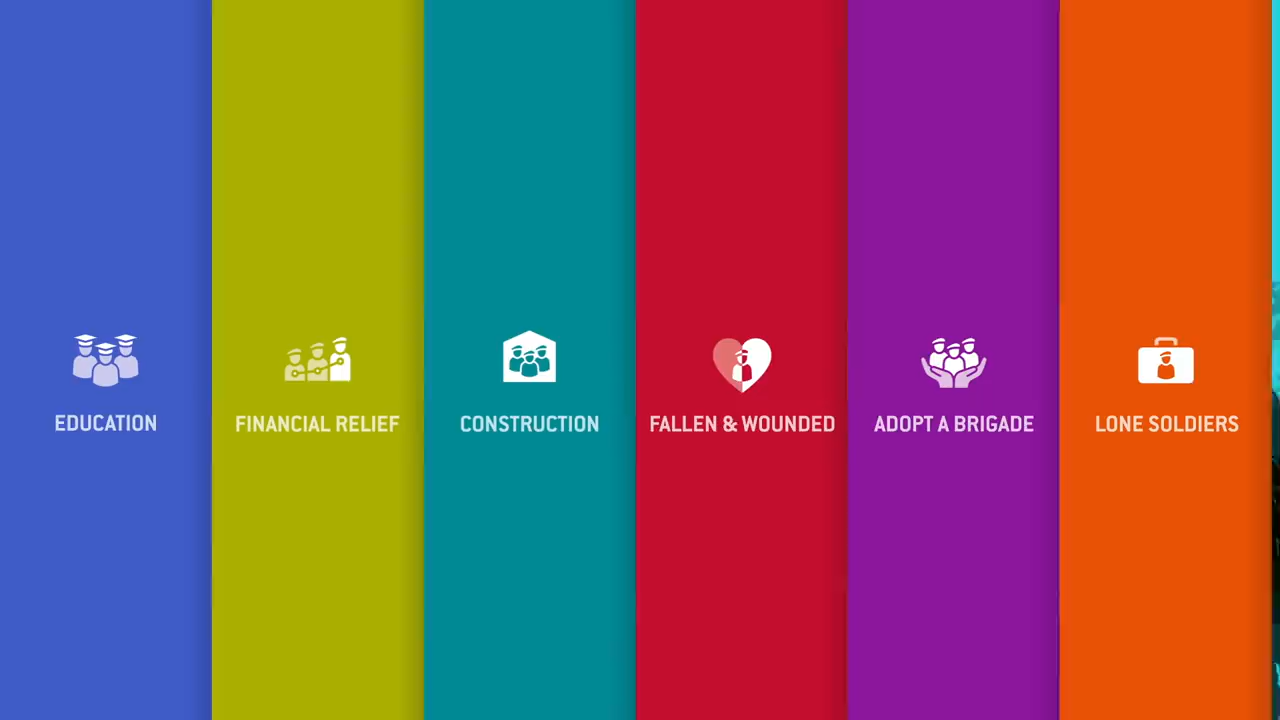 EDUCATION
FINANCIAL RELIEF
CONSTRUCTION
FALLEN & WOUNDED
ADOPT A BRIGADE
LONE SOLDIERS